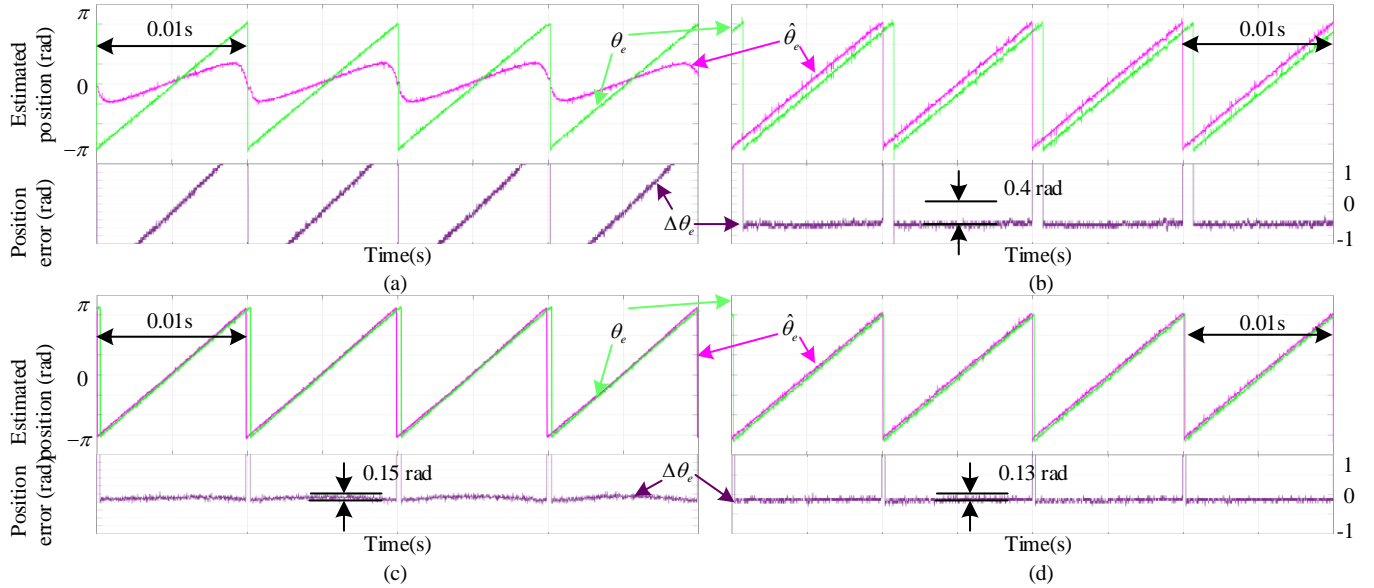 π
0.01s
θe
θ̂e
0.01s
Estimated
position (rad)
0
−π
Position
error (rad)
Δθe
0.4 rad
1
0
-1
Time(s)
Time(s)
(a)
(b)
π
0.01s
θe
θ̂e
0.01s
Estimated
position (rad)
0
−π
Position
error (rad)
0.15 rad
Δθe
0.13 rad
1
0
-1
Time(s)
Time(s)
(c)
(d)